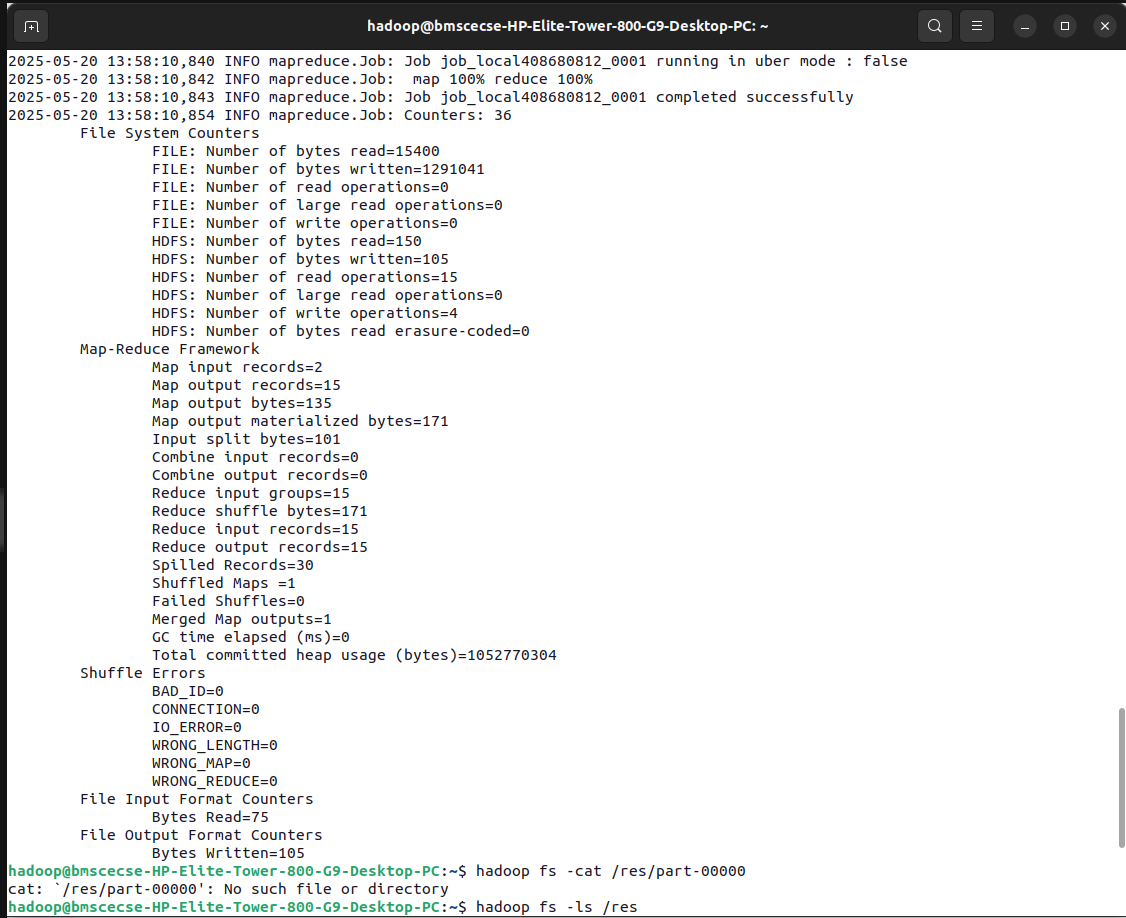 hadoop@bmscecse-HP-Elite-Tower-800-G9-Desktop-PC: ~
2025-05-20 13:58:10,840 INFO mapreduce.Job: Job job_local408680812_0001 running in uber mode : false
2025-05-20 13:58:10,842 INFO mapreduce.Job:  map 100% reduce 100%
2025-05-20 13:58:10,843 INFO mapreduce.Job: Job job_local408680812_0001 completed successfully
2025-05-20 13:58:10,854 INFO mapreduce.Job: Counters: 36
File System Counters
FILE: Number of bytes read=15400
FILE: Number of bytes written=1291041
FILE: Number of read operations=0
FILE: Number of large read operations=0
FILE: Number of write operations=0
HDFS: Number of bytes read=150
HDFS: Number of bytes written=105
HDFS: Number of read operations=15
HDFS: Number of large read operations=0
HDFS: Number of write operations=4
HDFS: Number of bytes read erasure-coded=0
Map-Reduce Framework
Map input records=2
Map output records=15
Map output bytes=135
Map output materialized bytes=171
Input split bytes=101
Combine input records=0
Combine output records=0
Reduce input groups=15
Reduce shuffle bytes=171
Reduce input records=15
Reduce output records=15
Spilled Records=30
Shuffled Maps =1
Failed Shuffles=0
Merged Map outputs=1
GC time elapsed (ms)=0
Total committed heap usage (bytes)=1052770304
Shuffle Errors
BAD_ID=0
CONNECTION=0
IO_ERROR=0
WRONG_LENGTH=0
WRONG_MAP=0
WRONG_REDUCE=0
File Input Format Counters
Bytes Read=75
File Output Format Counters
Bytes Written=105
hadoop@bmscecse-HP-Elite-Tower-800-G9-Desktop-PC:~$ hadoop fs -cat /res/part-00000
cat: `/res/part-00000': No such file or directory
hadoop@bmscecse-HP-Elite-Tower-800-G9-Desktop-PC:~$ hadoop fs -ls /res